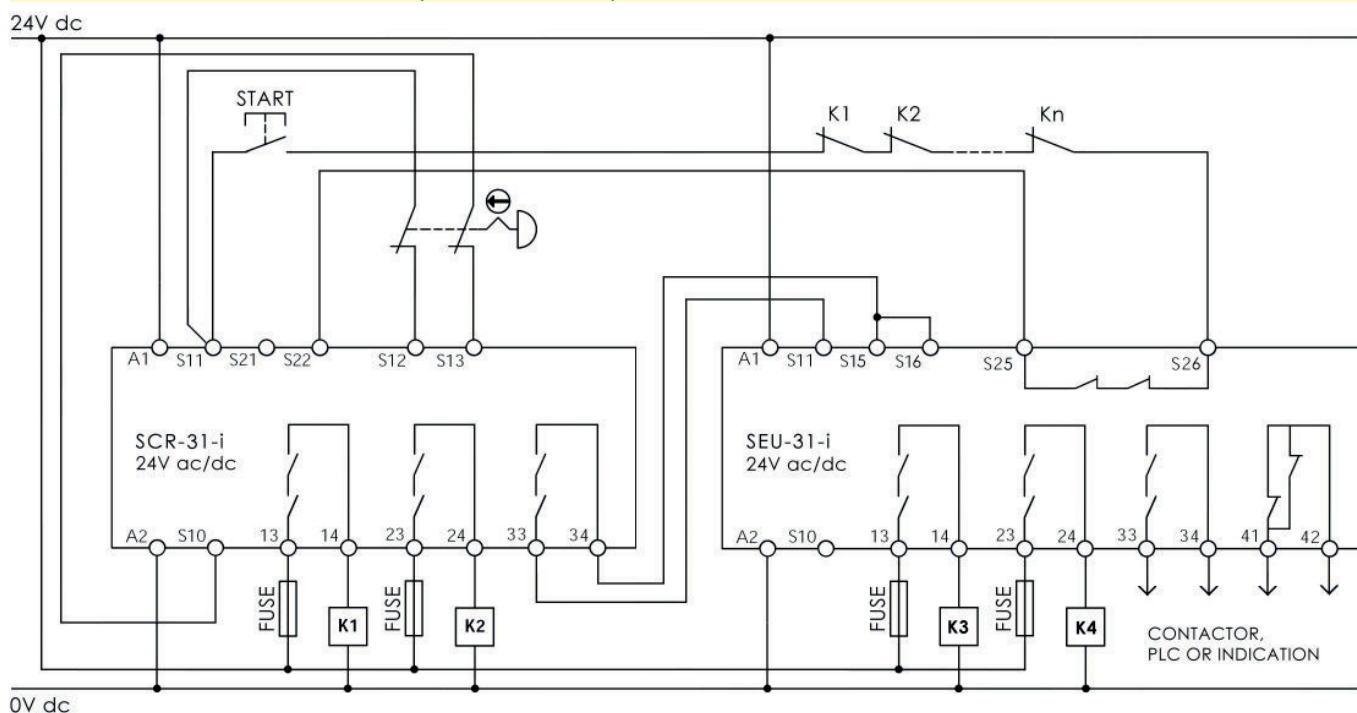 24V dc
START
K1 K2 Kn
A1 S11 S21 S22 S12 S13
A1 S11 S15 S16 S25 S26
SCR-31-i
24V ac/dc
SEU-31-i
24V ac/dc
A2 S10 13 14 23 24 33 34
A2 S10 13 14 23 24 33 34 41 42
FUSE K1 FUSE K2
FUSE K3 FUSE K4
CONTACTOR,
PLC OR INDICATION
0V dc